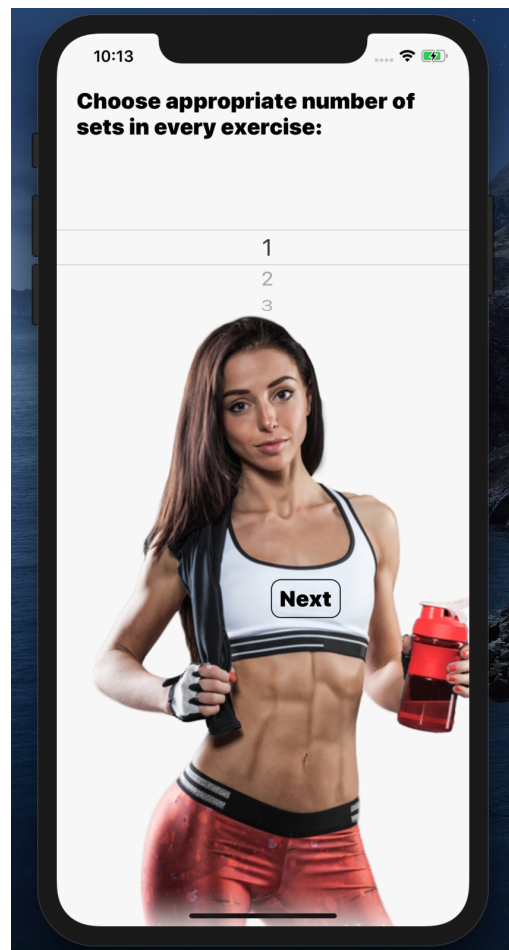 10:13
Choose appropriate number of
sets in every exercise:
1
2
3
Next